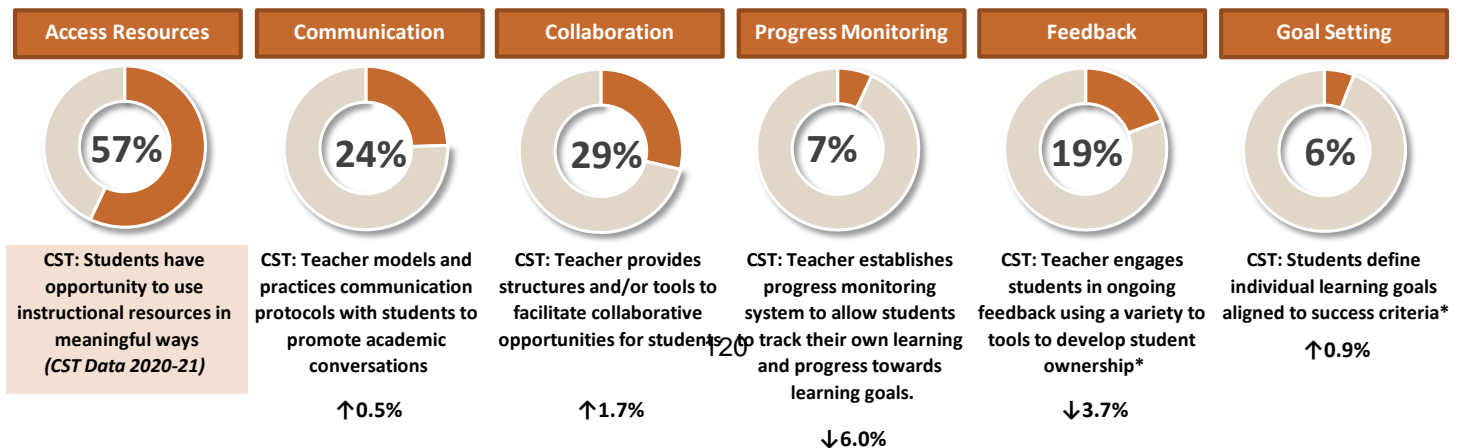 Access Resources
57%
CST: Students have
opportunity to use
instructional resources in
meaningful ways
(CST Data 2020-21)
Communication
24%
CST: Teacher models and
practices communication
protocols with students to
promote academic
conversations
↑0.5%
Collaboration
29%
CST: Teacher provides
structures and/or tools to
facilitate collaborative
opportunities for students
↑1.7%
120
Progress Monitoring
7%
CST: Teacher establishes
progress monitoring
system to allow students
to track their own learning
and progress towards
learning goals.
↓6.0%
Feedback
19%
CST: Teacher engages
students in ongoing
feedback using a variety to
tools to develop student
ownership*
↓3.7%
Goal Setting
6%
CST: Students define
individual learning goals
aligned to success criteria*
↑0.9%